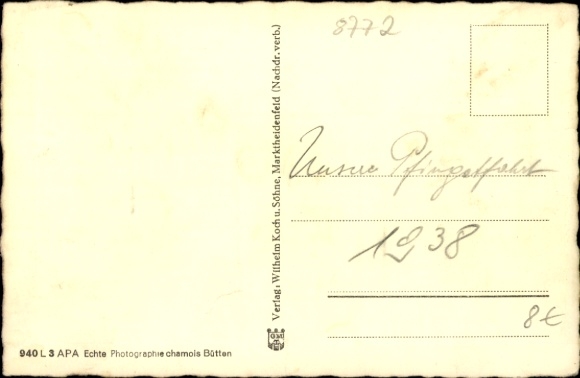 8772
Verlag: Wilhelm Koch u. Söhne, Marktheidenfeld (Nachdr. verb.)
Unsere Pfingstfahrt
1938
8€
940 L 3 APA Echte Photographie chamois Bütten